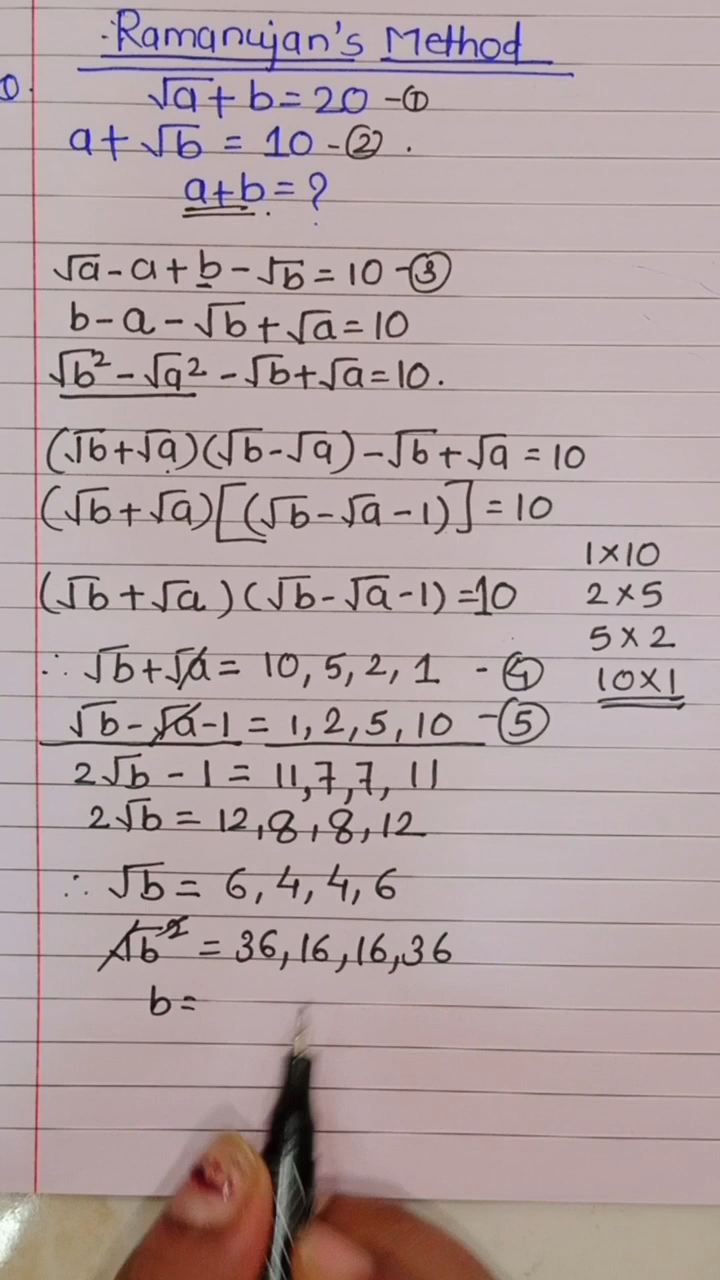 Ramanujan's Method
①. √a + b = 20 -①
a + √b = 10 -② .
a+b = ?
√a - a + b - √b = 10 -③
b - a - √b + √a = 10
√b² - √a² - √b + √a = 10.
(√b + √a)(√b - √a) - √b + √a = 10
(√b + √a)[(√b - √a - 1)] = 10
1 × 10
(√b + √a)(√b - √a - 1) = 10
2 × 5
5 × 2
∴ √b + √a = 10, 5, 2, 1 - ④
10 × 1
√b - √a - 1 = 1, 2, 5, 10 - ⑤
2√b - 1 = 11, 7, 7, 11
2√b = 12, 8, 8, 12
∴ √b = 6, 4, 4, 6
√b² = 36, 16, 16, 36
b =